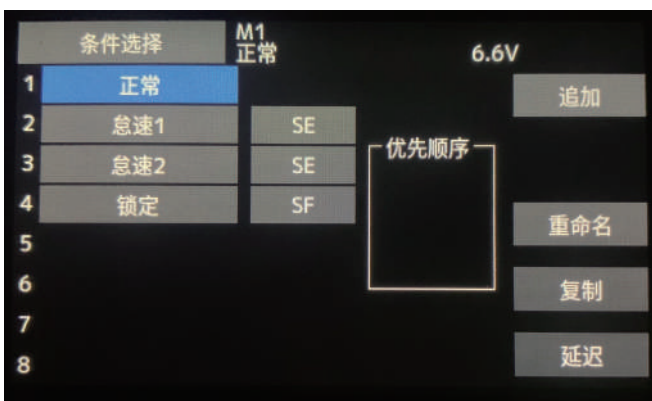 条件选择
M1
正常
6.6V
1 正常
追加
2 怠速1 SE
优先顺序
3 怠速2 SE
4 锁定 SF
重命名
5
6
复制
7
延迟
8